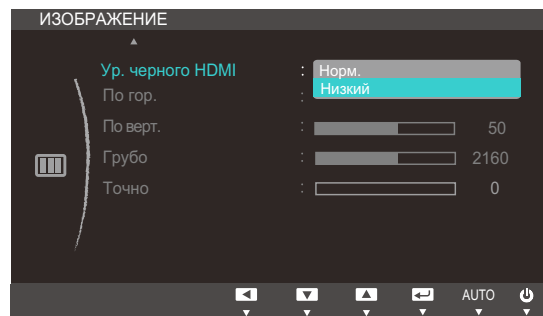 ИЗОБРАЖЕНИЕ
Ур. черного HDMI : Норм.
Низкий
По гор. :
По верт. : 50
Грубо : 2160
Точно : 0
AUTO